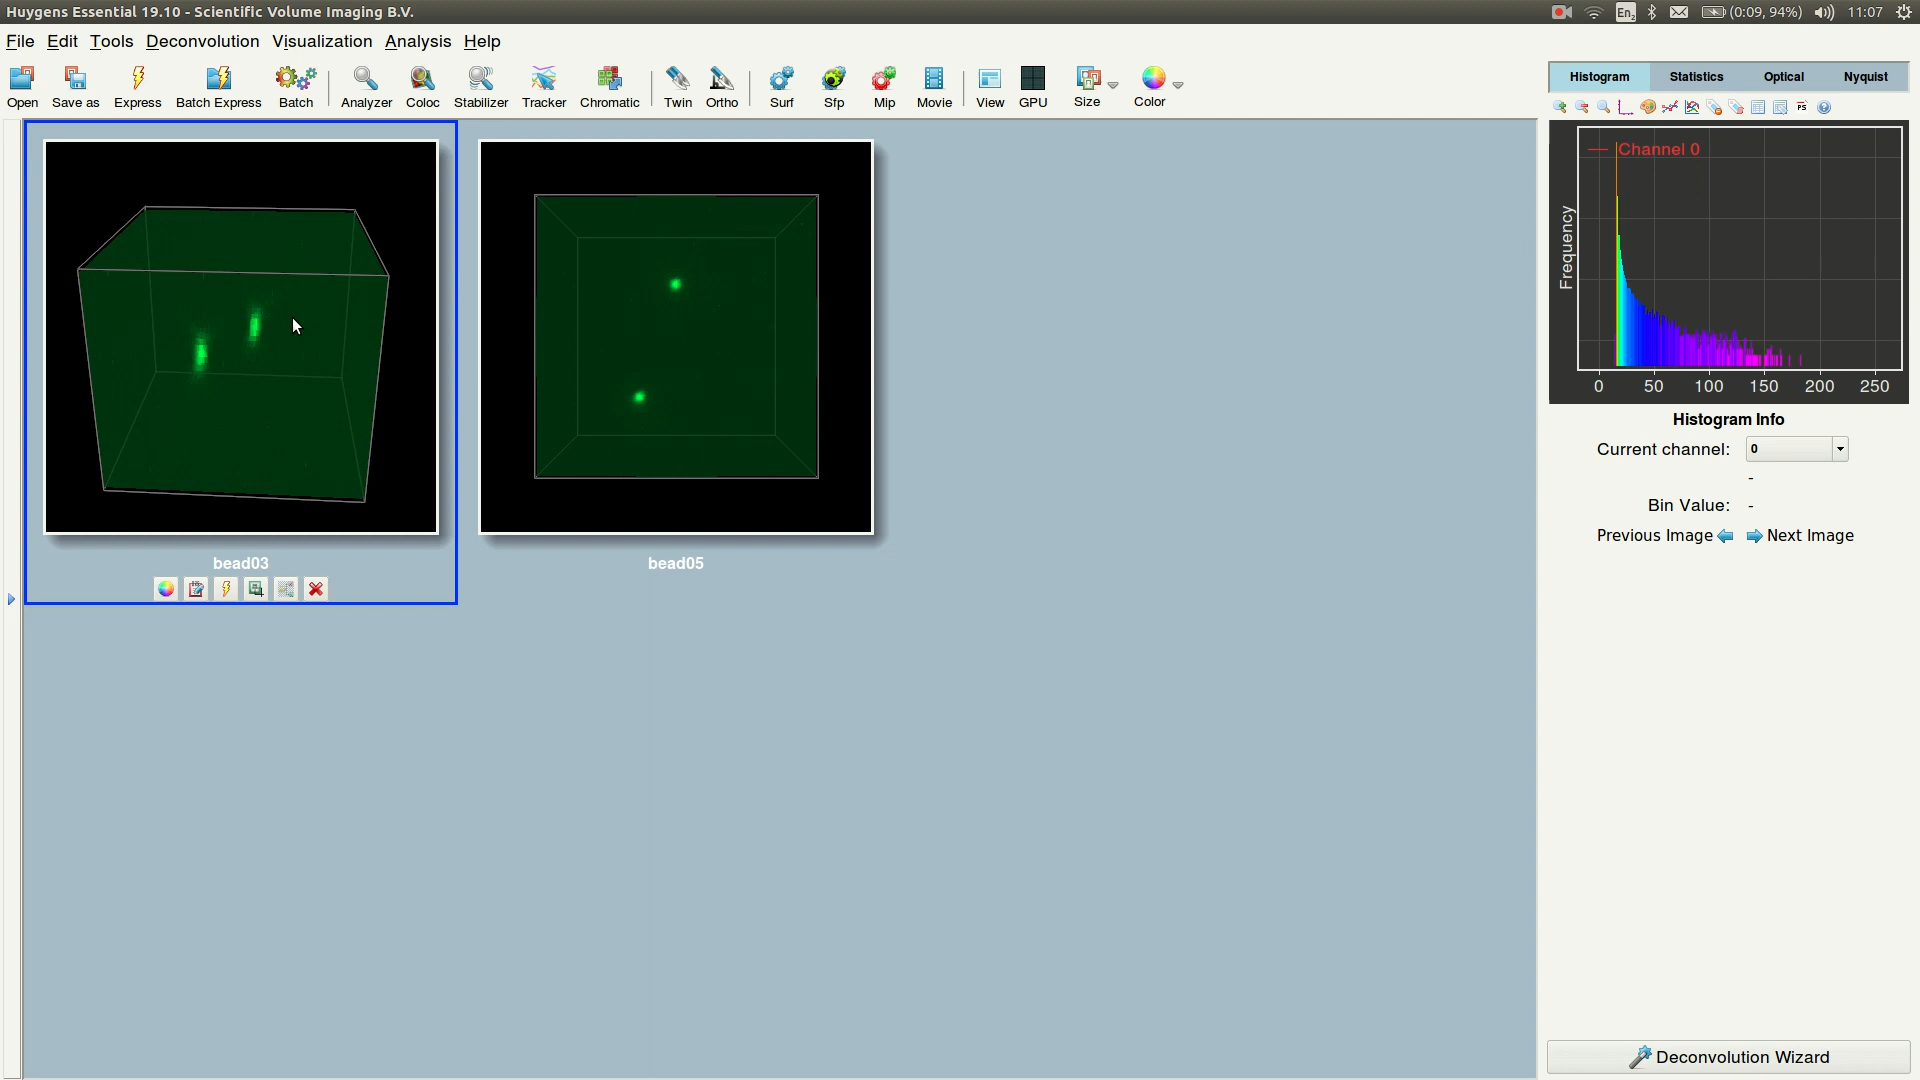 Huygens Essential 19.10 - Scientific Volume Imaging B.V.
En2 (0:09, 94%) 11:07
File Edit Tools Deconvolution Visualization Analysis Help
Open Save as Express Batch Express Batch Analyzer Coloc Stabilizer Tracker Chromatic Twin Ortho Surf Sfp Mip Movie View GPU Size Color
Histogram Statistics Optical Nyquist
PS
Channel 0
Frequency
0 50 100 150 200 250
Histogram Info
Current channel: 0
-
Bin Value: -
Previous Image Next Image
bead03
bead05
Deconvolution Wizard